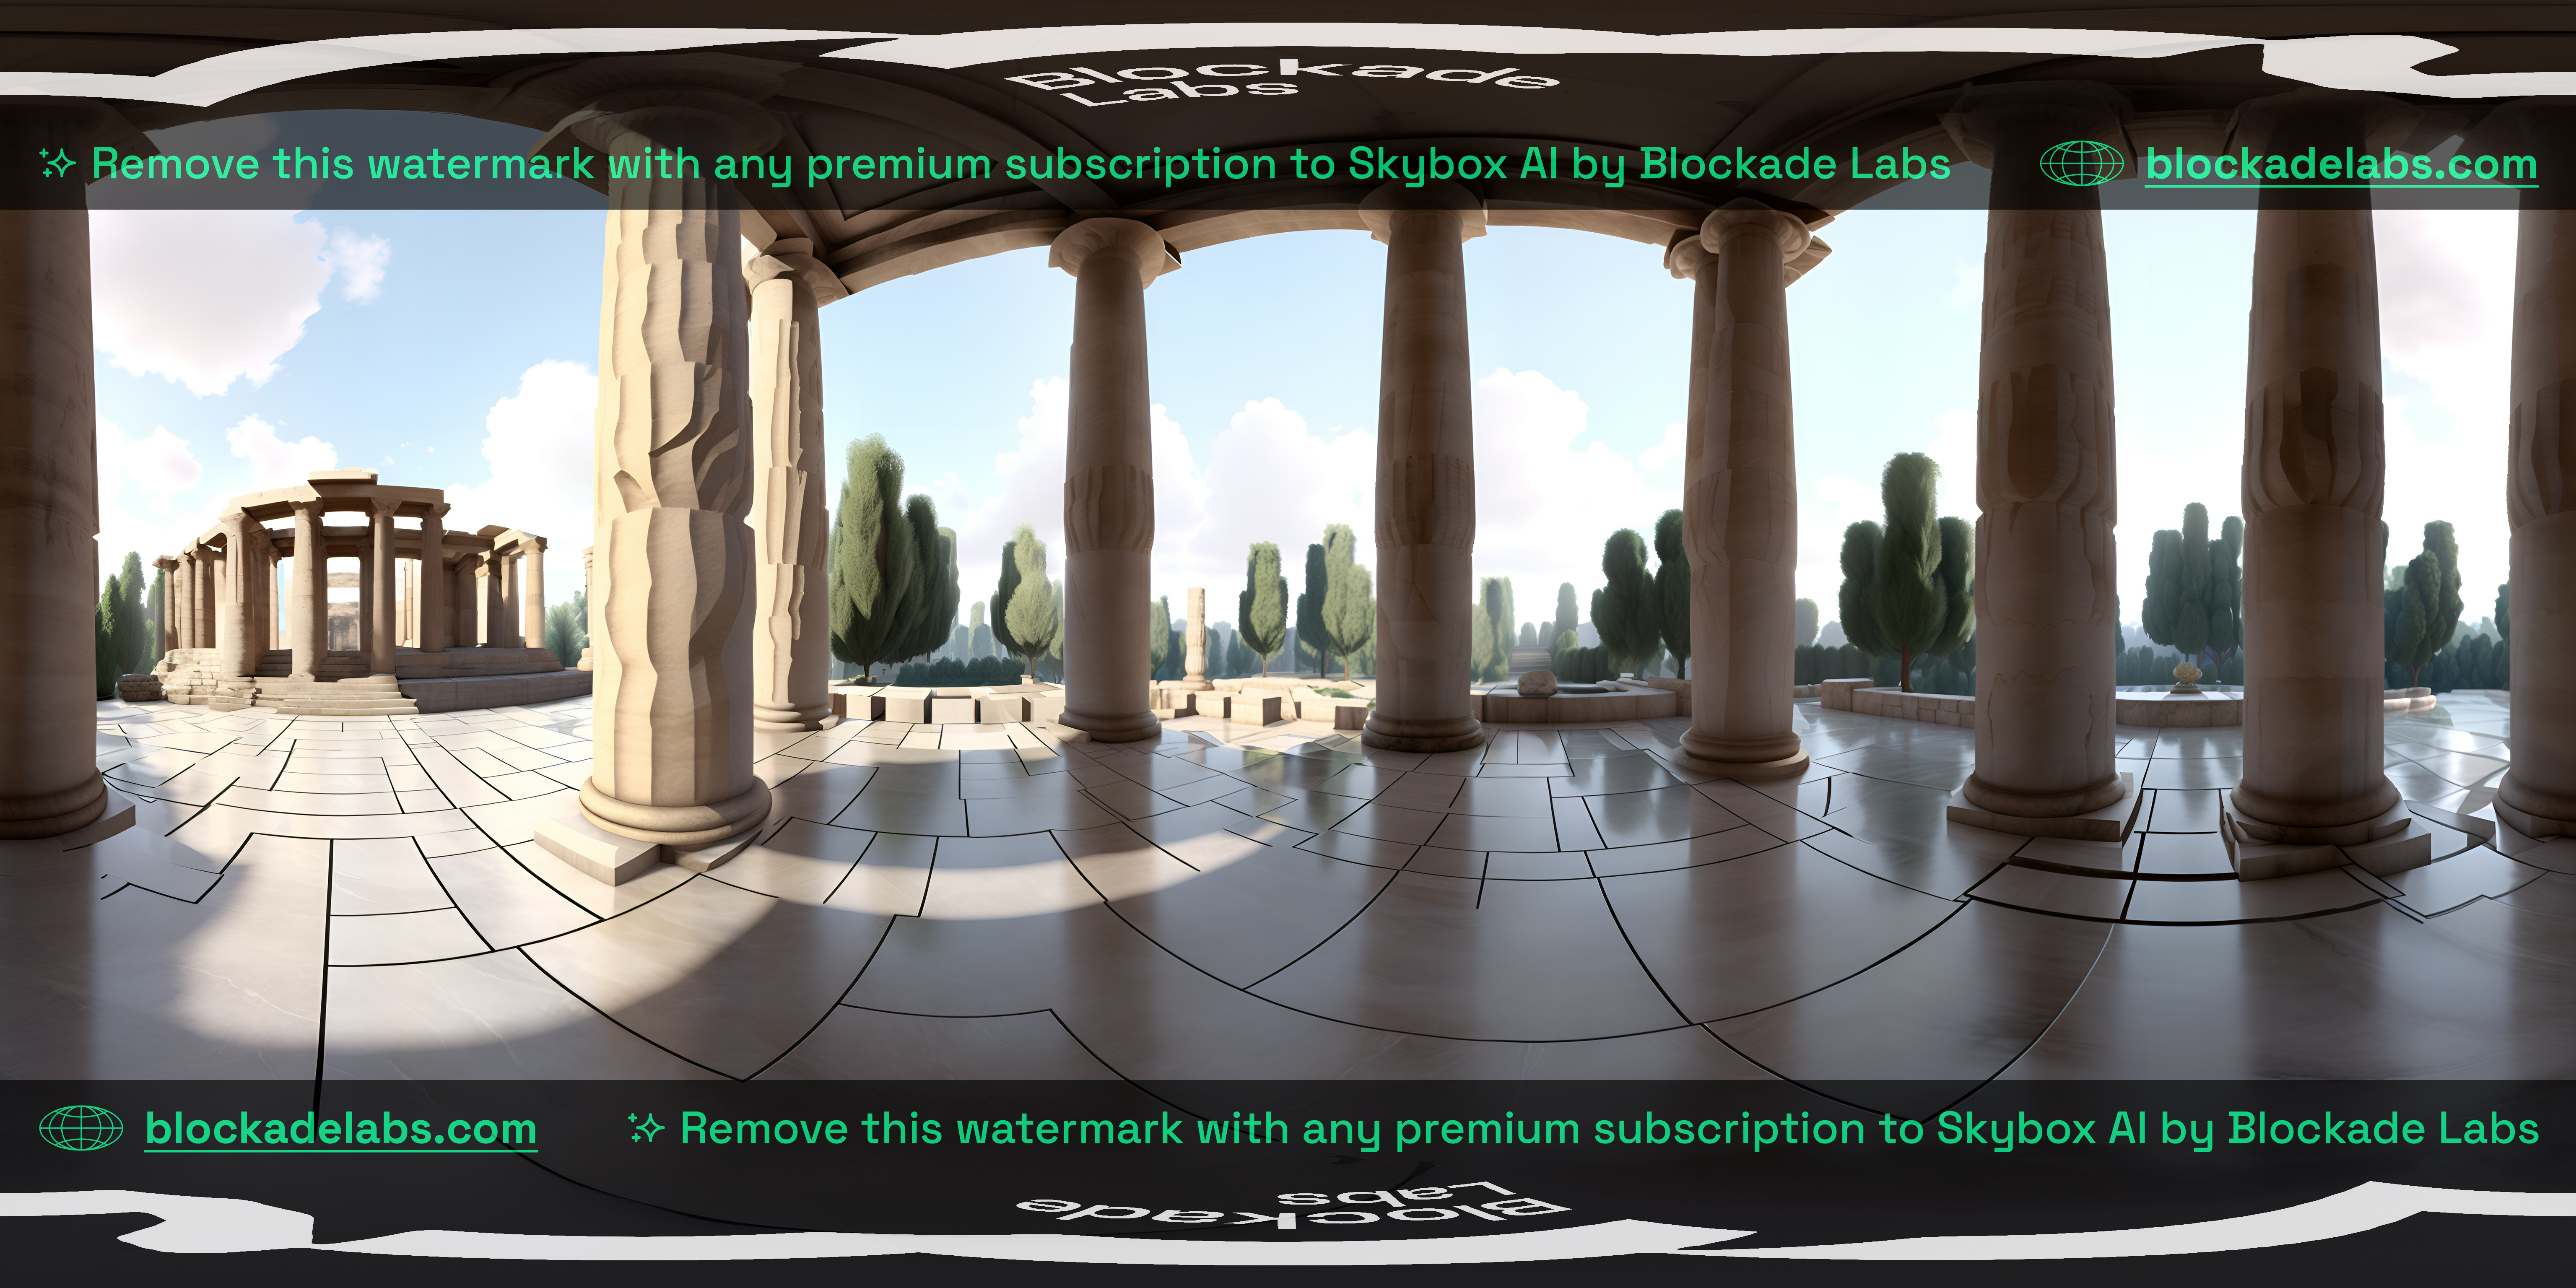 Blockade
Labs
Remove this watermark with any premium subscription to Skybox AI by Blockade Labs
blockadelabs.com
blockadelabs.com
Remove this watermark with any premium subscription to Skybox AI by Blockade Labs
Blockade
Labs